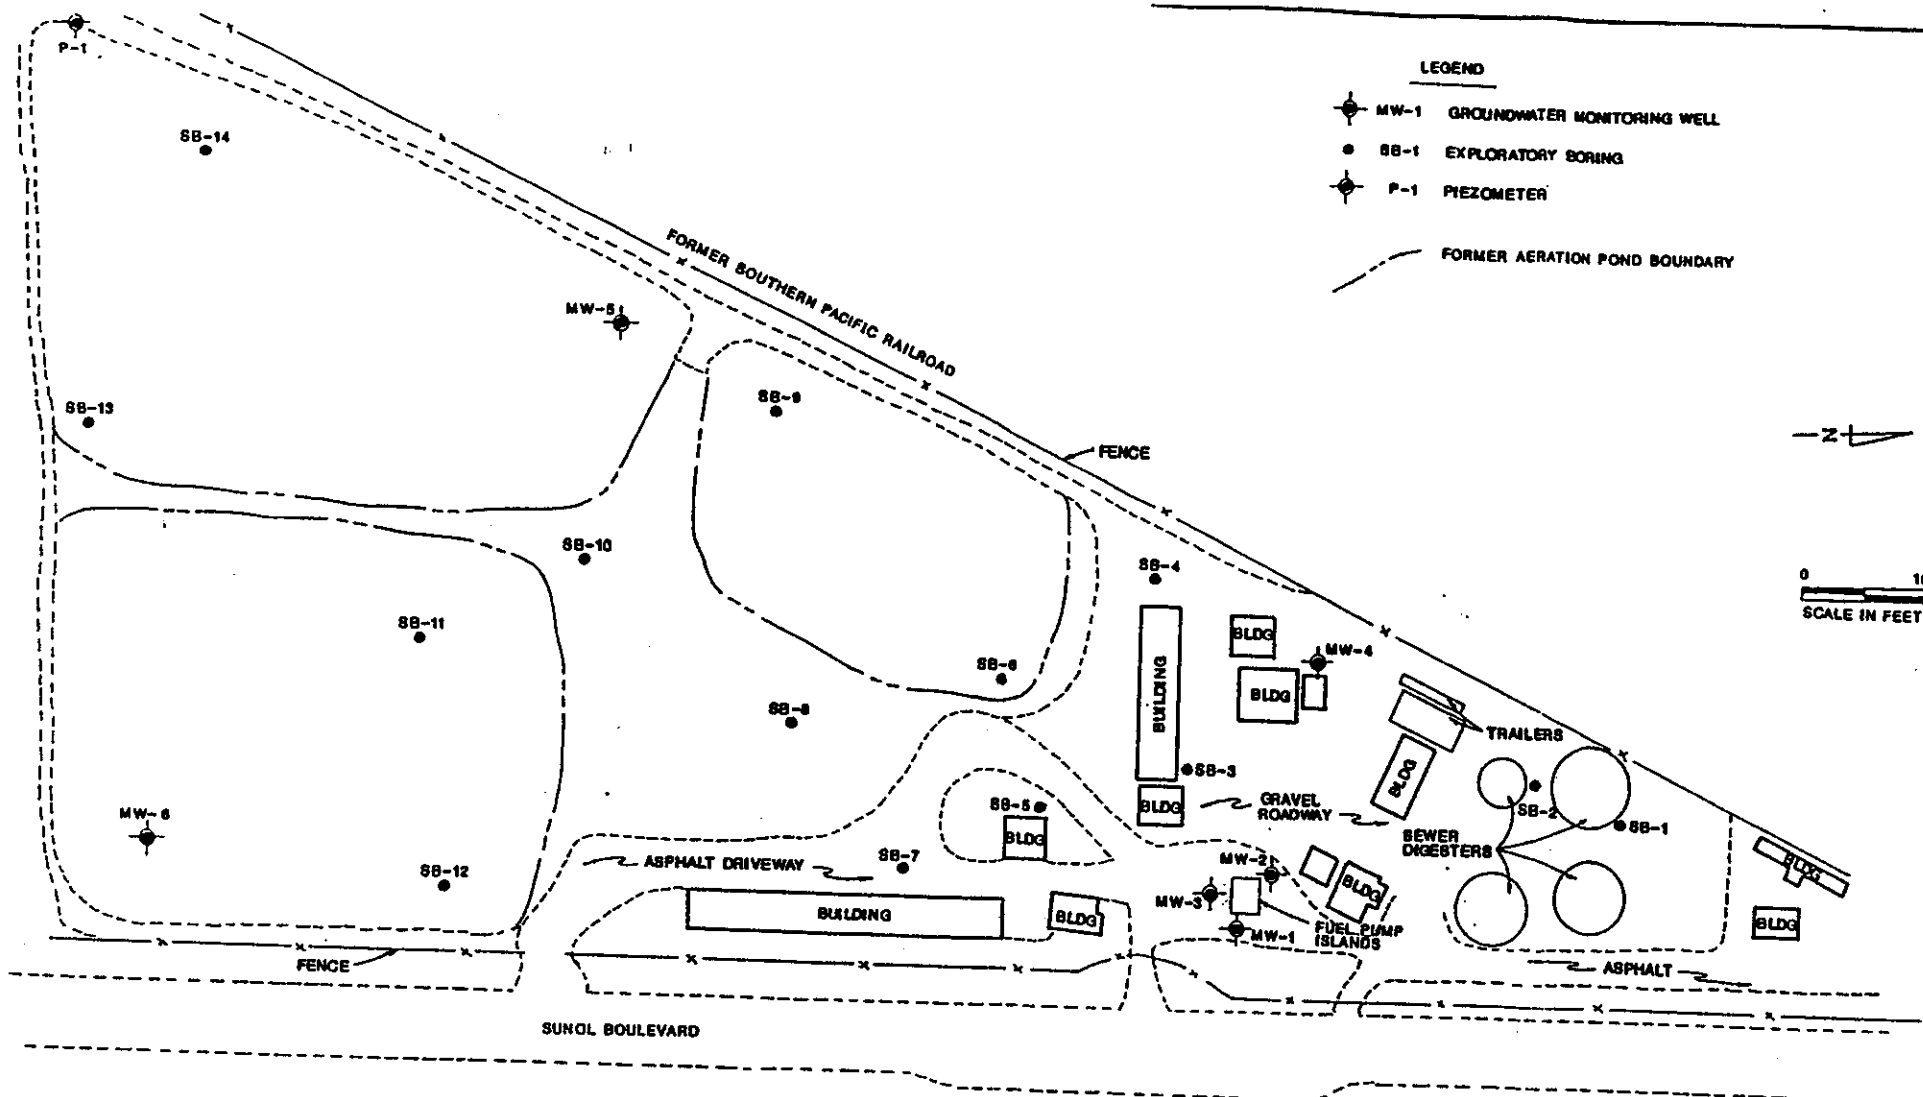 P-1
LEGEND
MW-1 GROUNDWATER MONITORING WELL
SB-1 EXPLORATORY BORING
P-1 PIEZOMETER
FORMER AERATION POND BOUNDARY
SB-14
FORMER SOUTHERN PACIFIC RAILROAD
MW-5
SB-9
SB-13
FENCE
N
SB-10
SB-4
0
SCALE IN FEET
SB-11
BLDG
MW-4
BUILDING
SB-6
BLDG
SB-8
TRAILERS
BLDG
SB-3
SB-2
SB-5
BLDG
GRAVEL
ROADWAY
SB-1
MW-6
BLDG
SEWER
DIGESTERS
ASPHALT DRIVEWAY
SB-7
MW-2
BLDG
BLDG
SB-12
MW-3
BUILDING
BLDG
BLDG
MW-1
FUEL PUMP
ISLANDS
FENCE
ASPHALT
SUNOL BOULEVARD